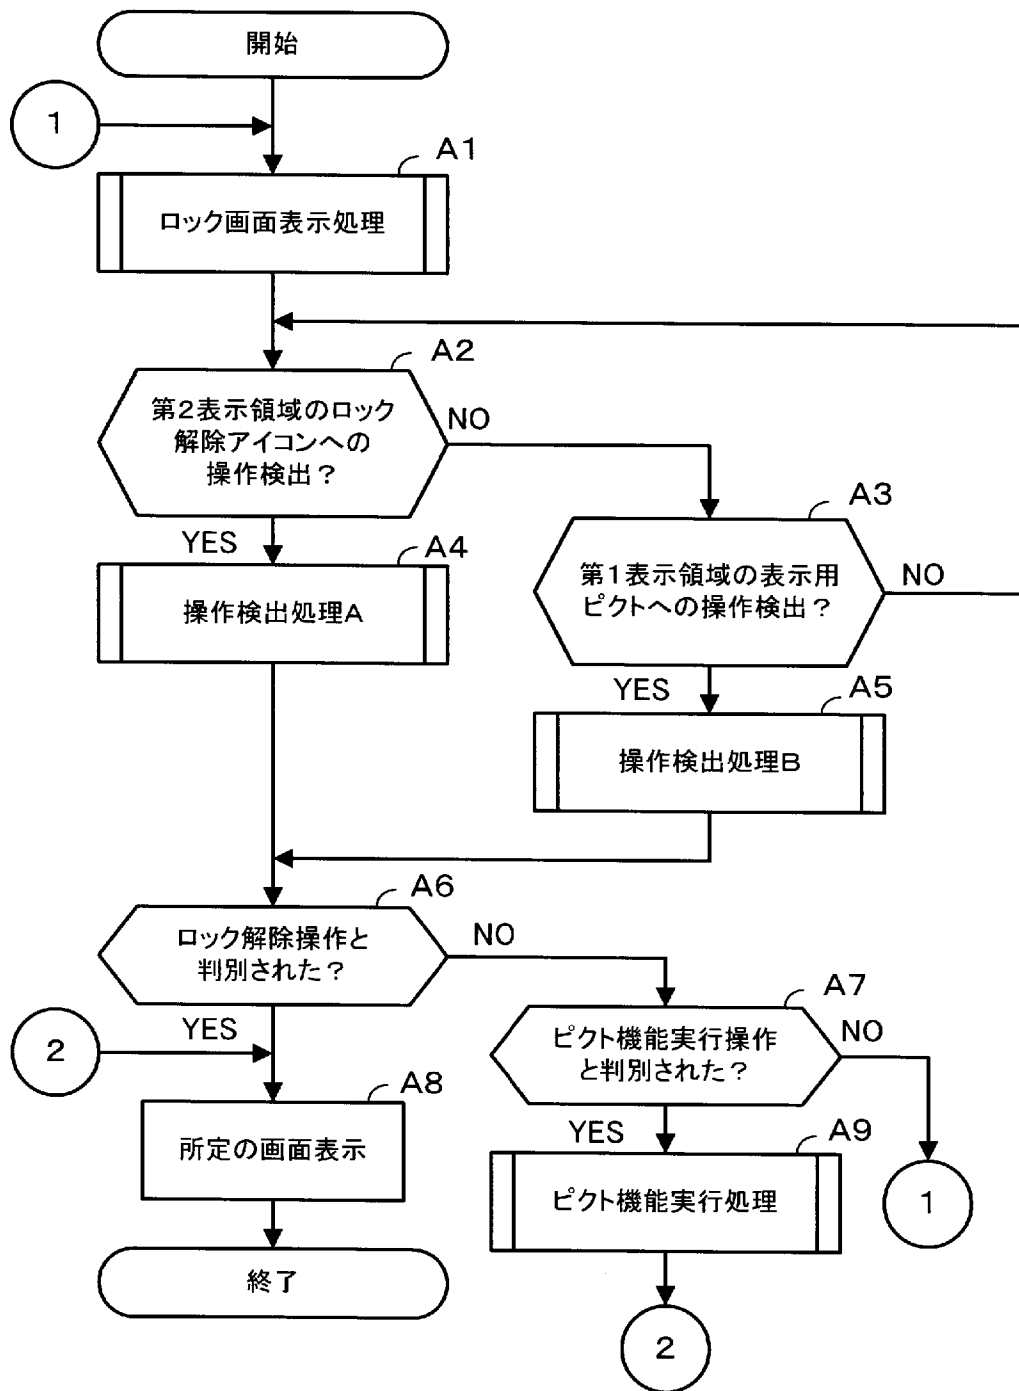 開始
1
A1
ロック画面表示処理
A2
第2表示領域のロック
解除アイコンへの
操作検出?
NO
A3
第1表示領域の表示用
ピクトへの操作検出?
NO
YES
A4
操作検出処理A
YES
A5
操作検出処理B
A6
ロック解除操作と
判別された?
NO
A7
ピクト機能実行操作
と判別された?
NO
YES
2
A8
所定の画面表示
YES
A9
ピクト機能実行処理
1
終了
2